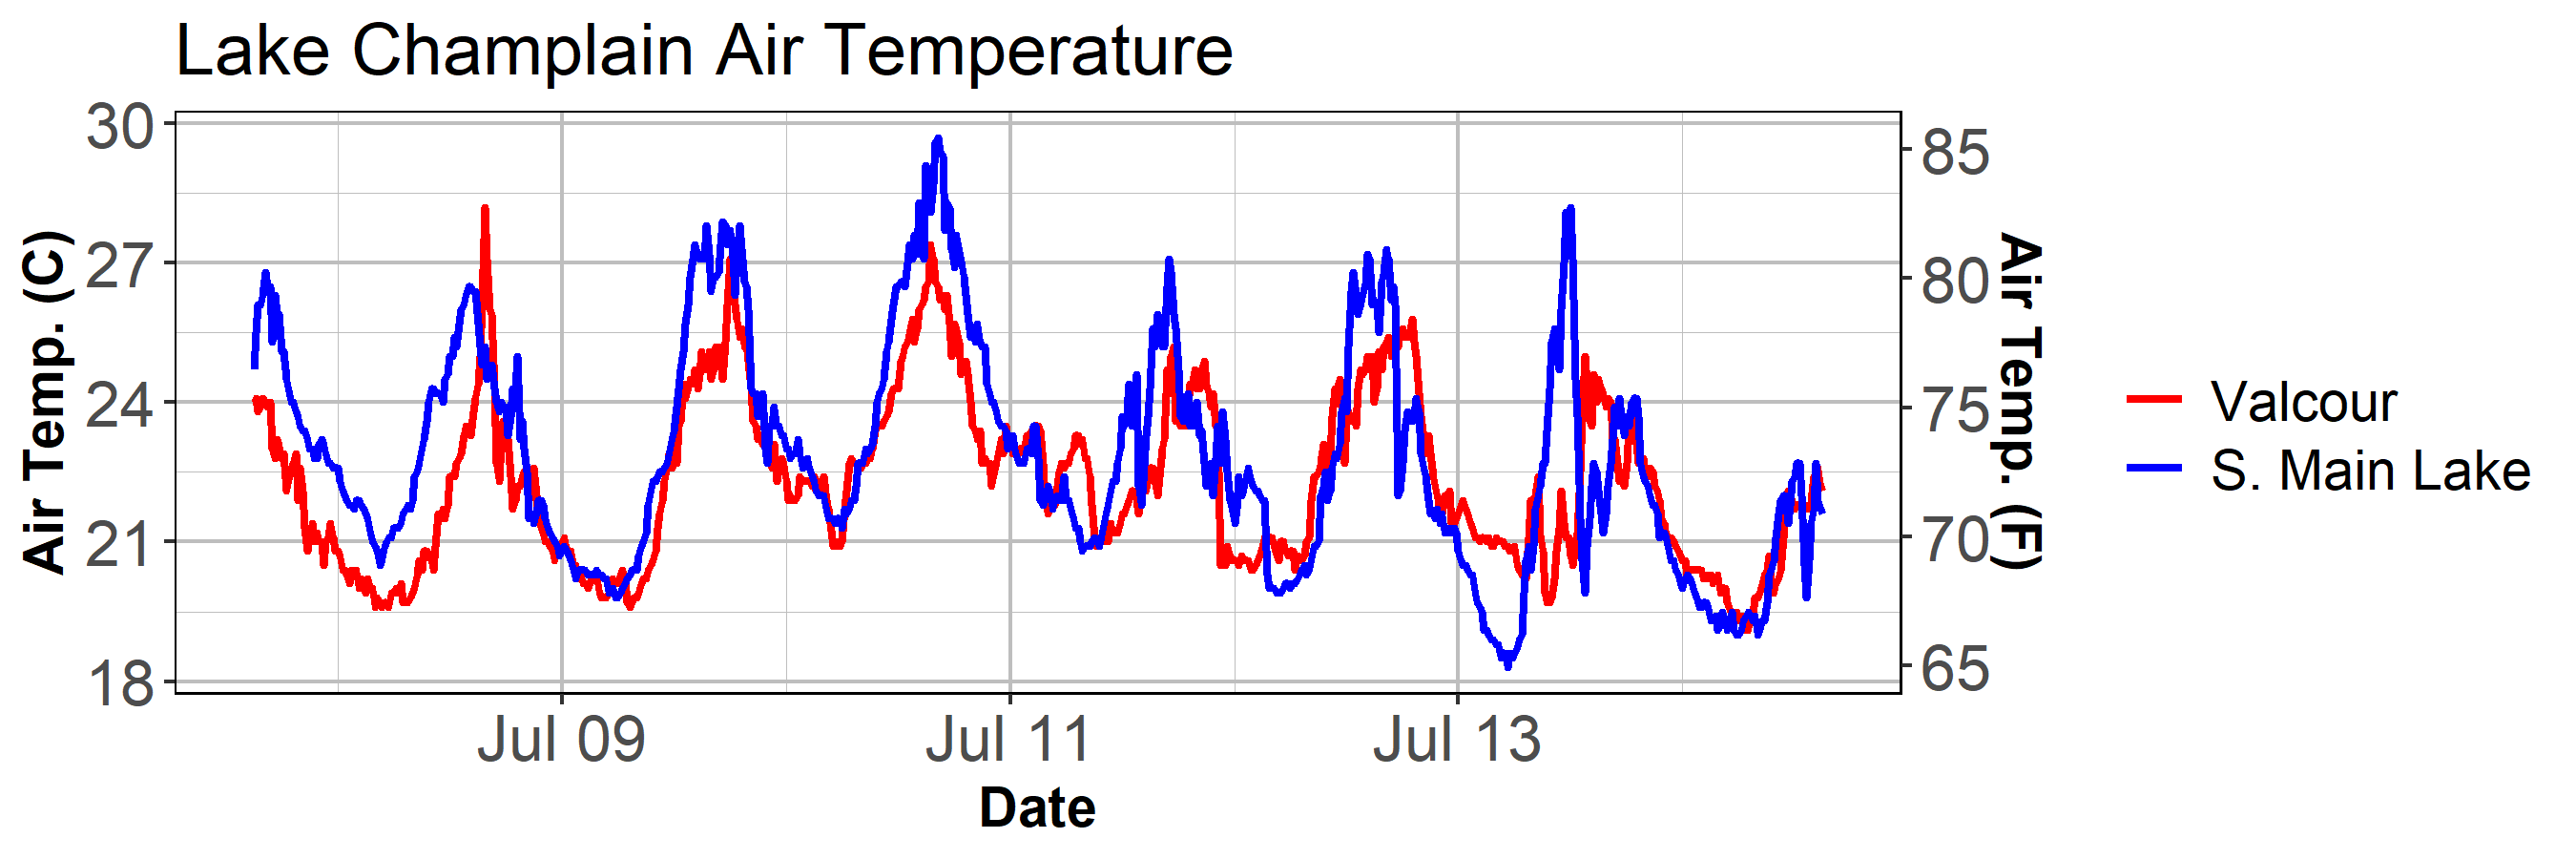 Lake Champlain Air Temperature
Air Temp. (C)
30
27
24
21
18
85
80
75
70
65
Air Temp. (F)
Jul 09
Jul 11
Jul 13
Date
Valcour
S. Main Lake